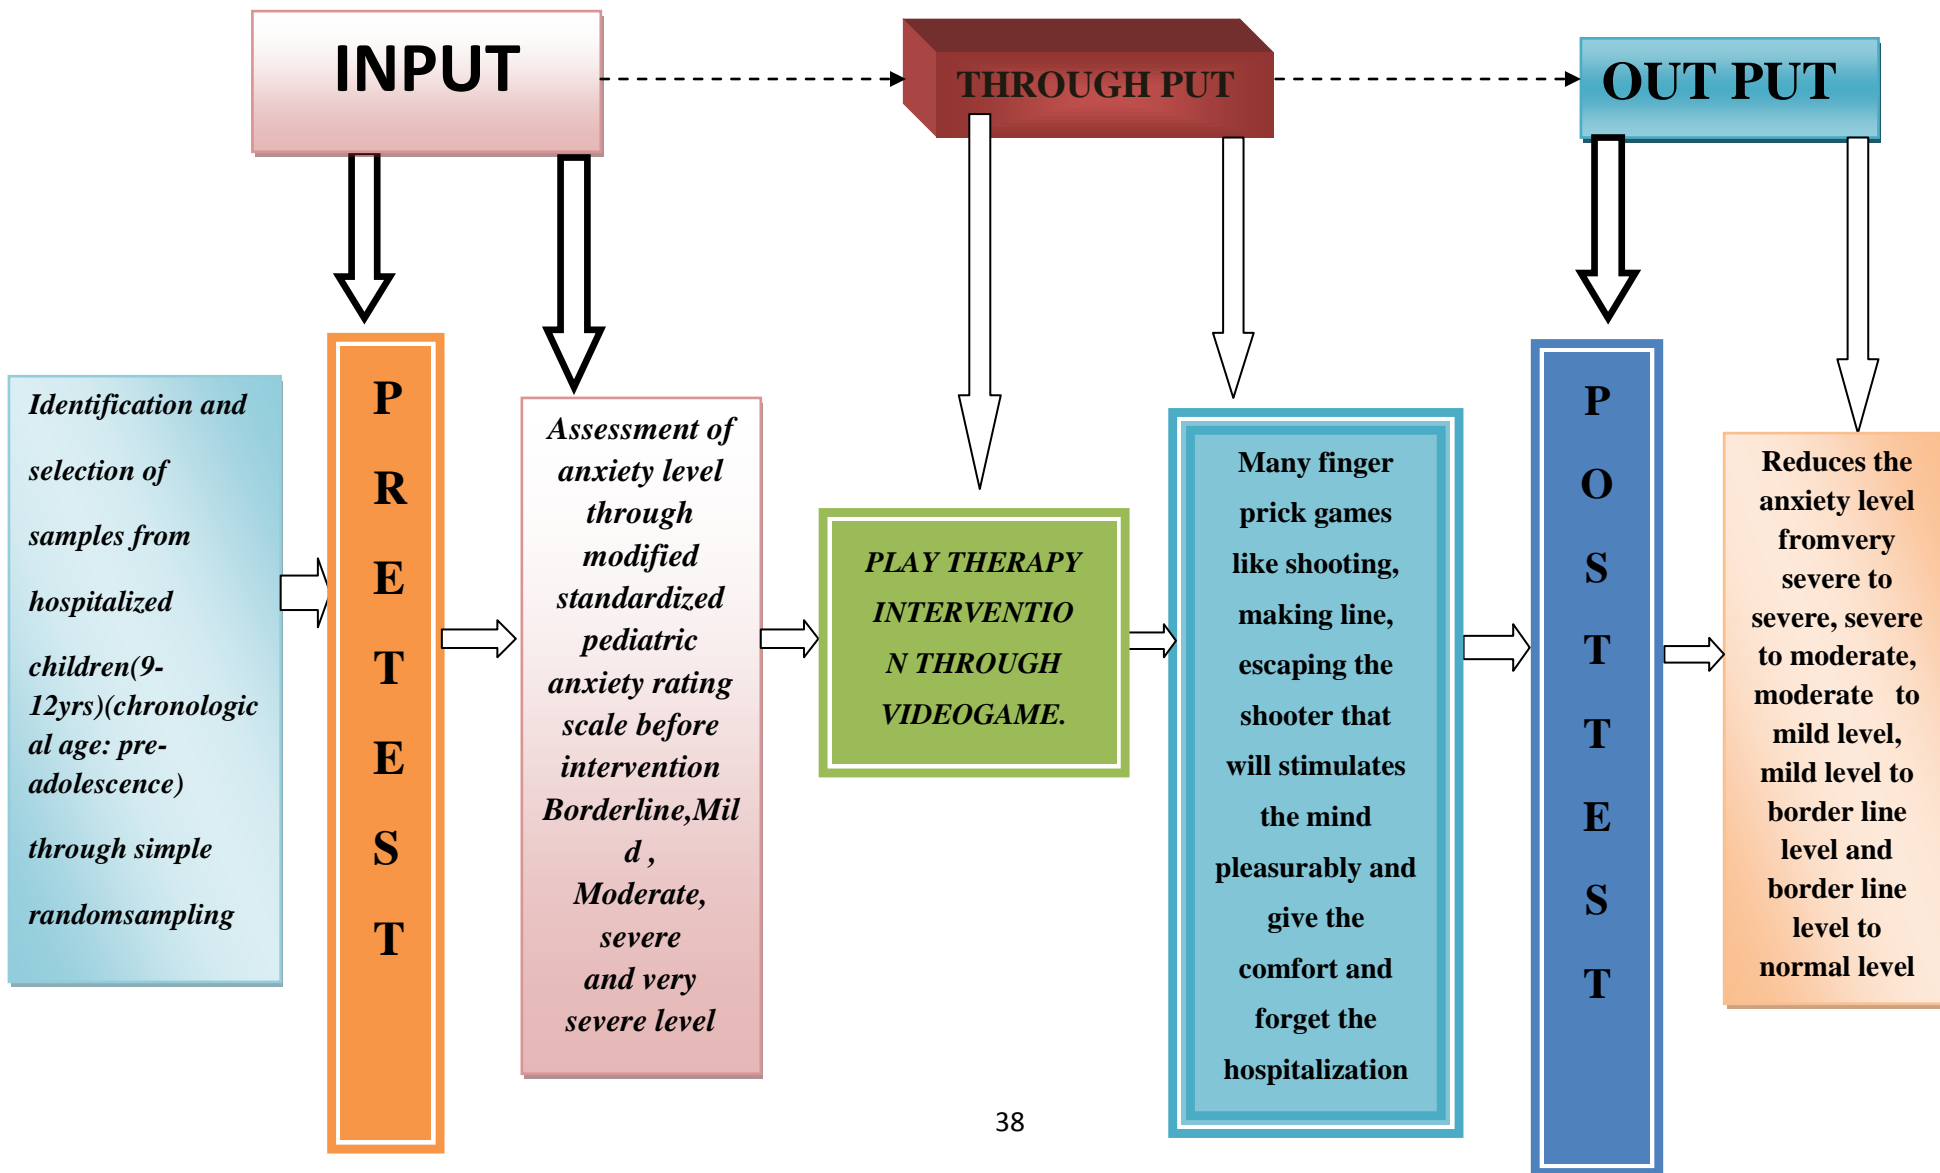 INPUT
THROUGH PUT
OUT PUT
Identification and
selection of
samples from
hospitalized
children(9-
12yrs)(chronologic
al age: pre-
adolescence)
through simple
randomsampling
P
R
E
T
E
S
T
Assessment of
anxiety level
through
modified
standardized
pediatric
anxiety rating
scale before
intervention
Borderline,Mil
d ,
Moderate,
severe
and very
severe level
PLAY THERAPY
INTERVENTIO
N THROUGH
VIDEOGAME.
Many finger
prick games
like shooting,
making line,
escaping the
shooter that
will stimulates
the mind
pleasurably and
give the
comfort and
forget the
hospitalization
P
O
S
T
T
E
S
T
Reduces the
anxiety level
fromvery
severe to
severe, severe
to moderate,
moderate   to
mild level,
mild level to
border line
level and
border line
level to
normal level
38